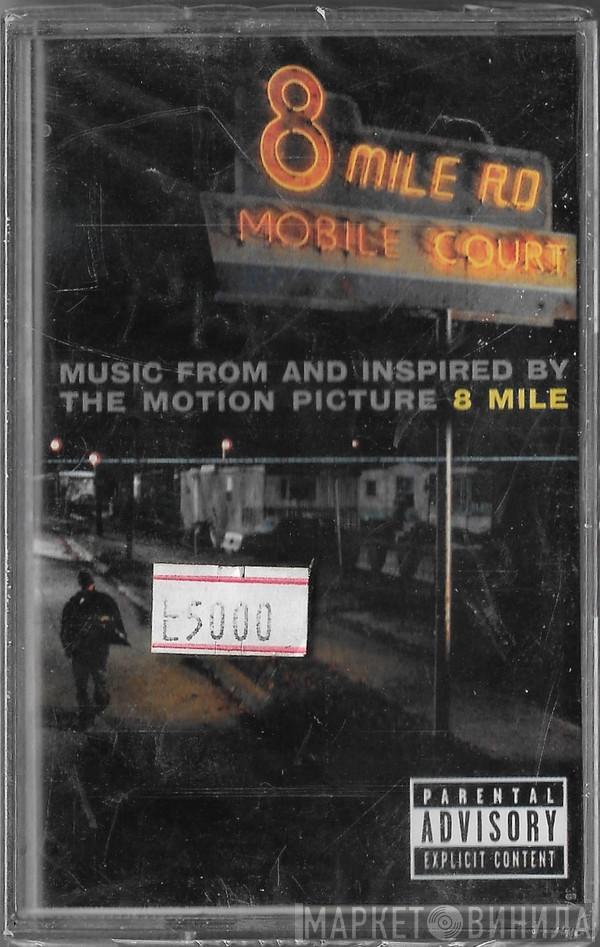 8 MILE RD
MOBILE COURT
MUSIC FROM AND INSPIRED BY
THE MOTION PICTURE 8 MILE
E5000
PARENTAL
ADVISORY
EXPLICIT CONTENT
МАРКЕТ ВИНИЛА